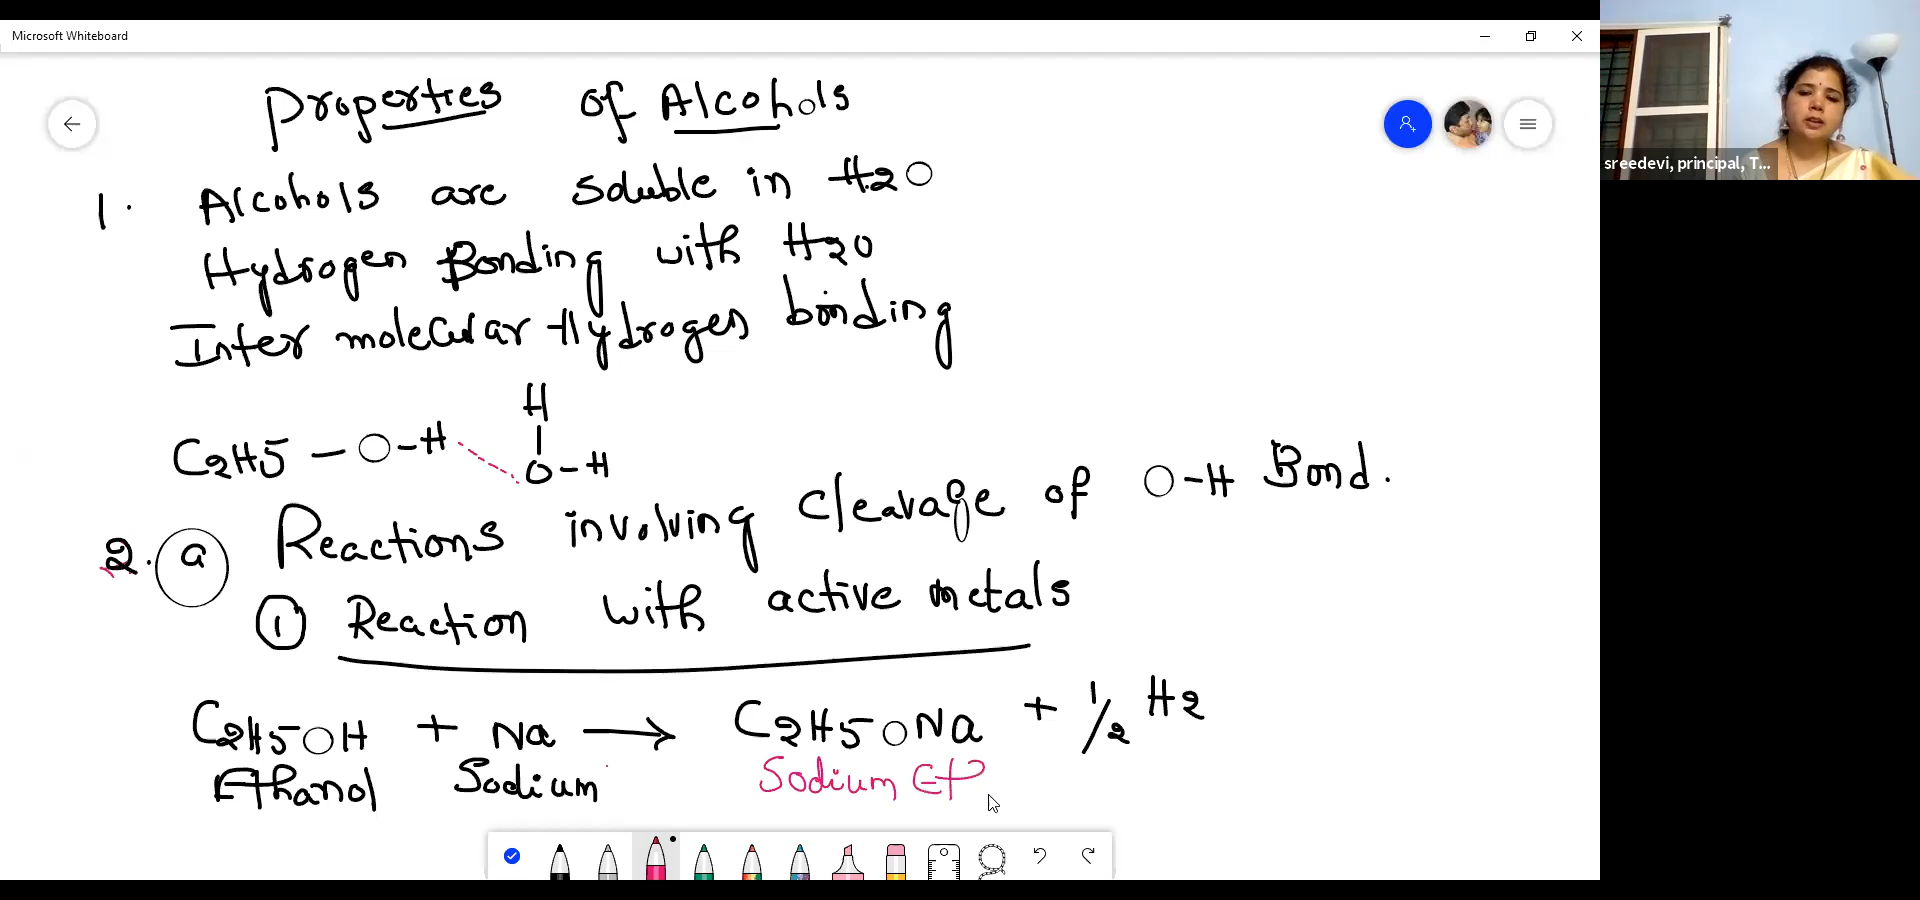 Microsoft Whiteboard
sreedevi, principal, T...
Properties of Alcohols
1. Alcohols are soluble in H2O
Hydrogen Bonding with H2O
Inter molecular Hydrogen bonding
H
C2H5 - O-H O-H
2. a Reactions involving cleavage of O-H Bond.
1 Reaction with active metals
C2H5OH + Na → C2H5ONa + 1/2 H2
Ethanol Sodium Sodium Et